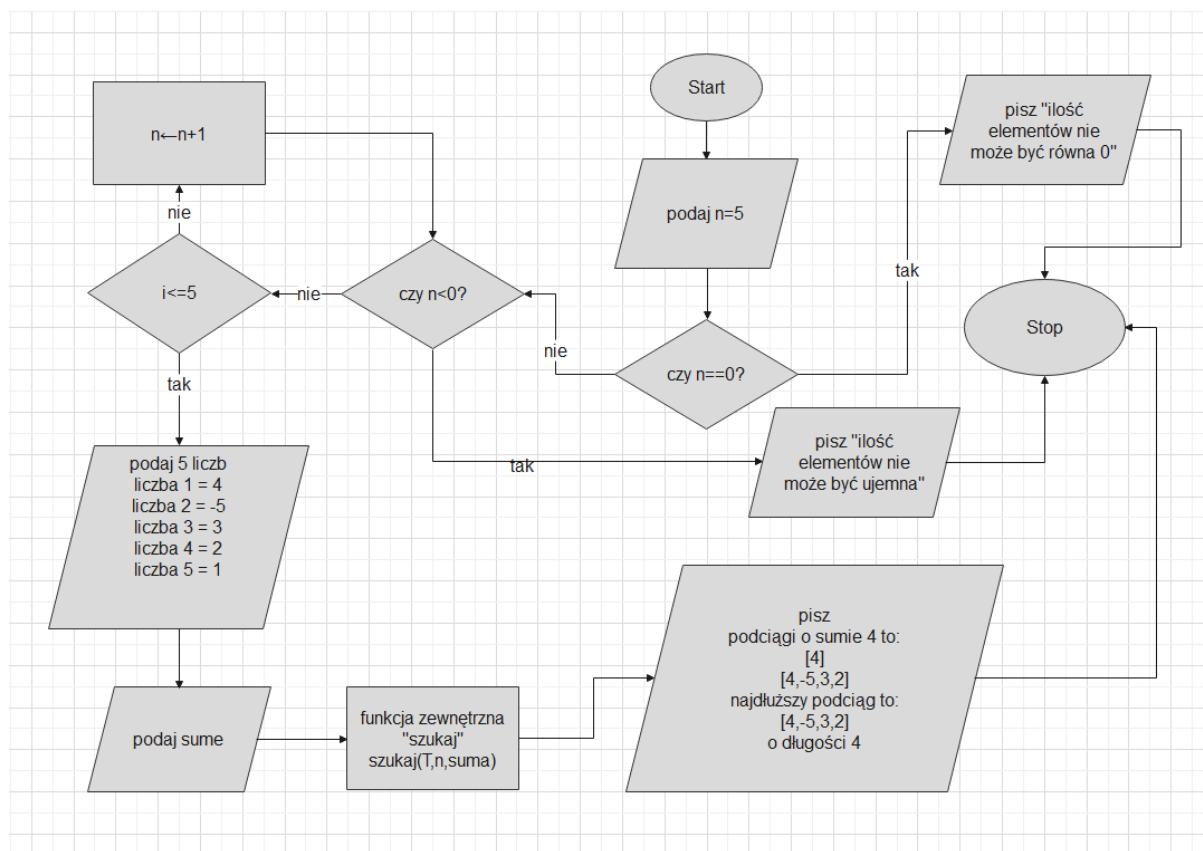 Start
podaj n=5
czy n==0?
tak
pisz "ilość
elementów nie
może być równa 0"
Stop
nie
czy n<0?
tak
pisz "ilość
elementów nie
może być ujemna"
nie
i<=5
nie
n←n+1
tak
podaj 5 liczb
liczba 1 = 4
liczba 2 = -5
liczba 3 = 3
liczba 4 = 2
liczba 5 = 1
podaj sume
funkcja zewnętrzna
"szukaj"
szukaj(T,n,suma)
pisz
podciągi o sumie 4 to:
[4]
[4,-5,3,2]
najdłuższy podciąg to:
[4,-5,3,2]
o długości 4